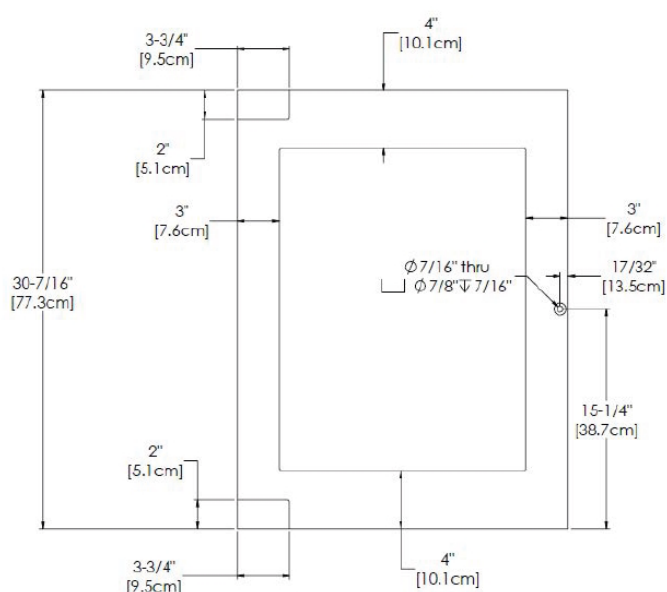 4"
[10.1cm]
3-3/4"
[9.5cm]
2"
[5.1cm]
3"
[7.6cm]
3"
[7.6cm]
30-7/16"
[77.3cm]
Ø 7/16" thru
⌴ Ø 7/8" ↧ 7/16"
17/32"
[13.5cm]
15-1/4"
[38.7cm]
2"
[5.1cm]
3-3/4"
[9.5cm]
4"
[10.1cm]